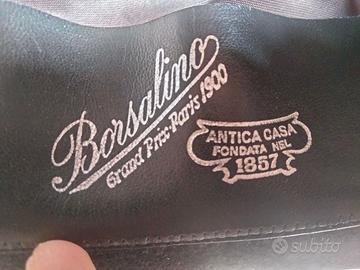 Borsalino
Grand Prix-Paris 1900
ANTICA CASA
FONDATA NEL
1857
subito